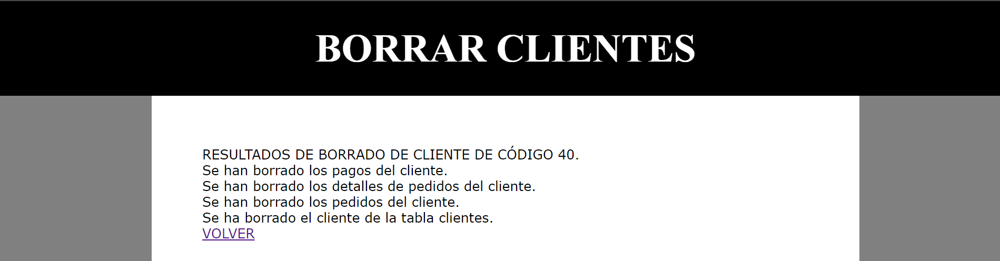 BORRAR CLIENTES
RESULTADOS DE BORRADO DE CLIENTE DE CÓDIGO 40.
Se han borrado los pagos del cliente.
Se han borrado los detalles de pedidos del cliente.
Se han borrado los pedidos del cliente.
Se ha borrado el cliente de la tabla clientes.
VOLVER